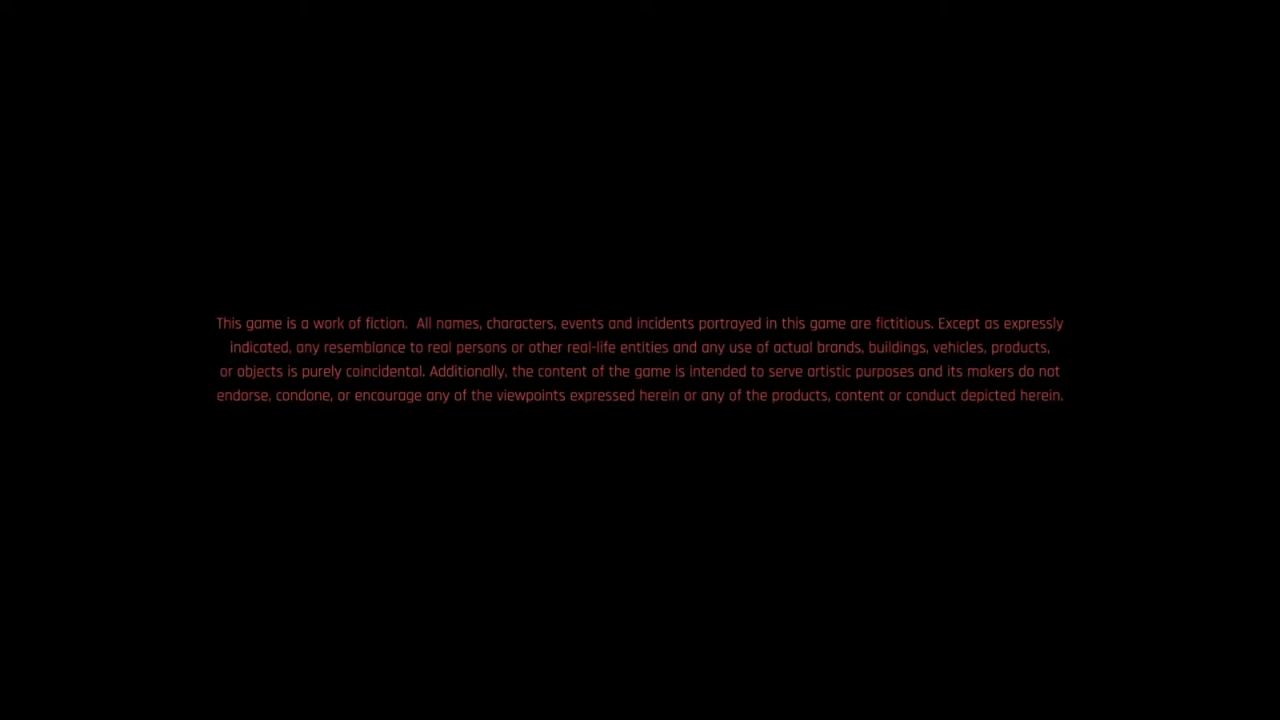 This game is a work of fiction.  All names, characters, events and incidents portrayed in this game are fictitious. Except as expressly
indicated, any resemblance to real persons or other real-life entities and any use of actual brands, buildings, vehicles, products,
or objects is purely coincidental. Additionally, the content of the game is intended to serve artistic purposes and its makers do not
endorse, condone, or encourage any of the viewpoints expressed herein or any of the products, content or conduct depicted herein.